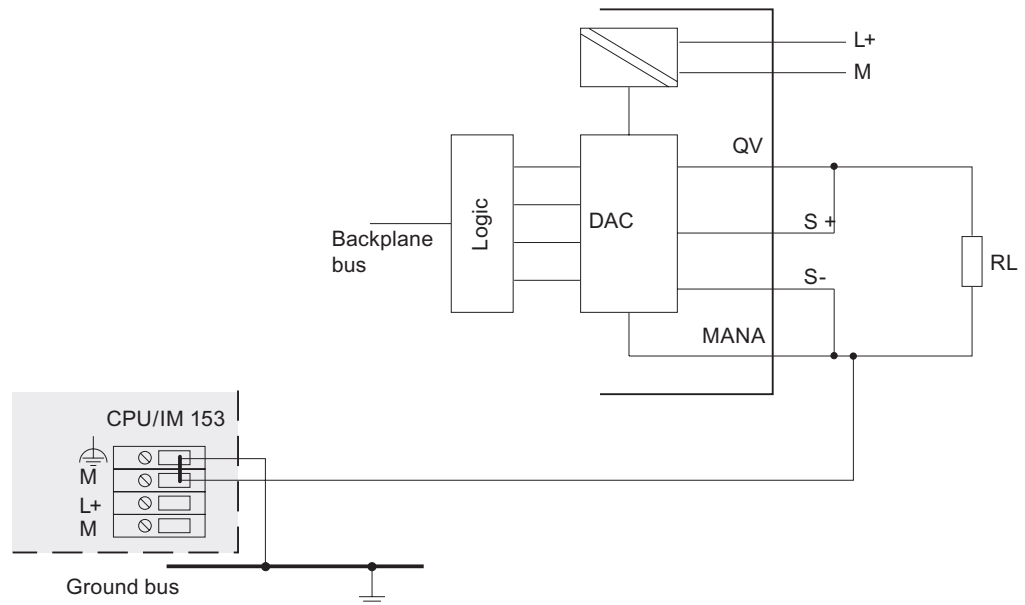 L+
M
QV
Logic
DAC
S +
Backplane
bus
S-
RL
MANA
CPU/IM 153
M
L+
M
Ground bus